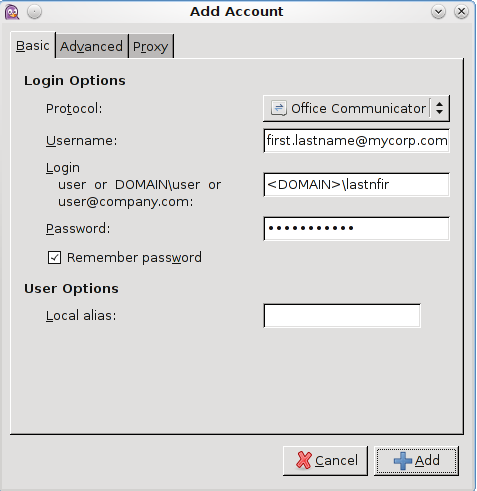 Add Account
Basic Advanced Proxy
Login Options
Protocol: Office Communicator
Username: first.lastname@mycorp.com
Login
user or DOMAIN\user or
user@company.com: <DOMAIN>\lastnfir
Password: •••••••••••
Remember password
User Options
Local alias:
Cancel Add